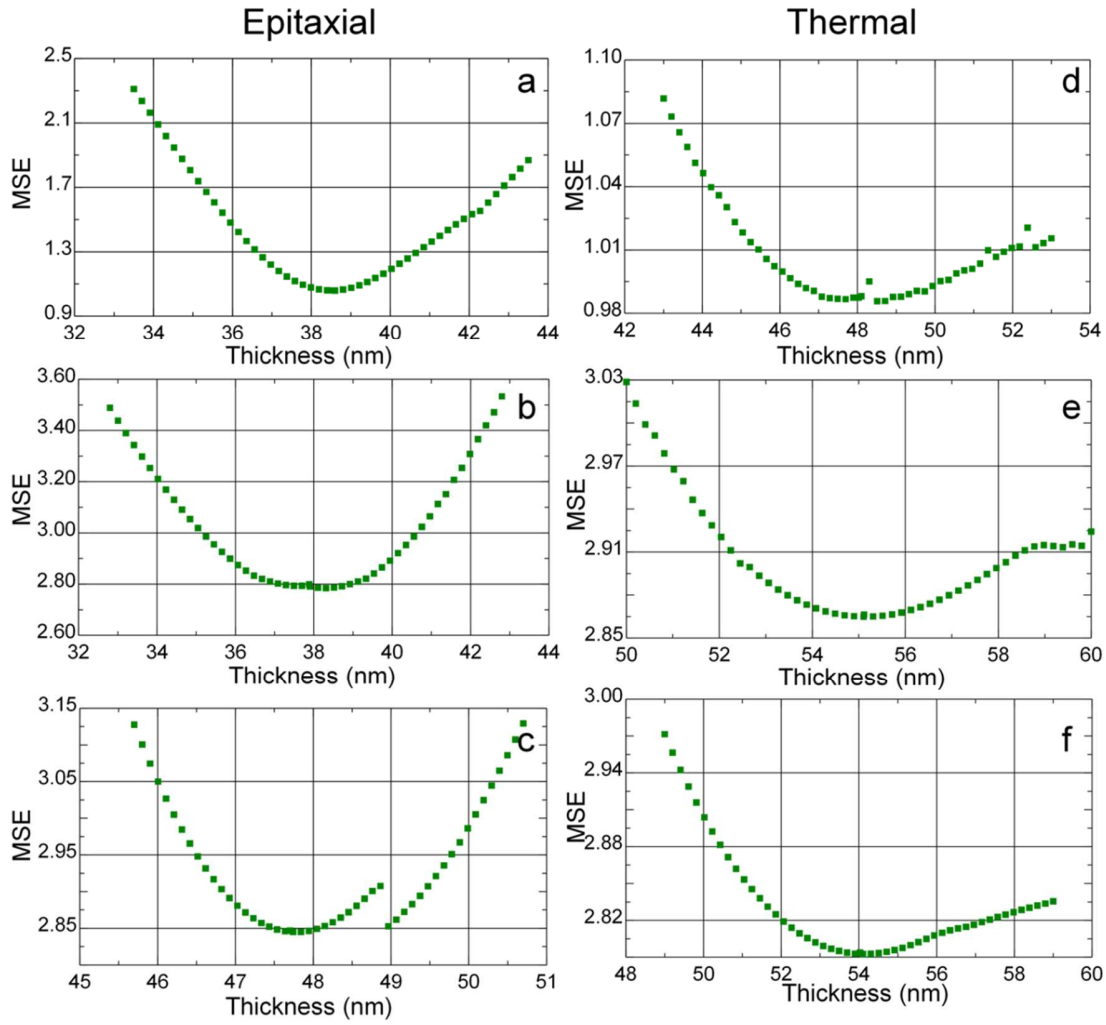 Epitaxial
Thermal
a
2.5
2.1
1.7
1.3
0.9
MSE
32 34 36 38 40 42 44
Thickness (nm)
d
1.10
1.07
1.04
1.01
0.98
MSE
42 44 46 48 50 52 54
Thickness (nm)
b
3.60
3.40
3.20
3.00
2.80
2.60
MSE
32 34 36 38 40 42 44
Thickness (nm)
e
3.03
2.97
2.91
2.85
MSE
50 52 54 56 58 60
Thickness (nm)
c
3.15
3.05
2.95
2.85
MSE
45 46 47 48 49 50 51
Thickness (nm)
f
3.00
2.94
2.88
2.82
MSE
48 50 52 54 56 58 60
Thickness (nm)